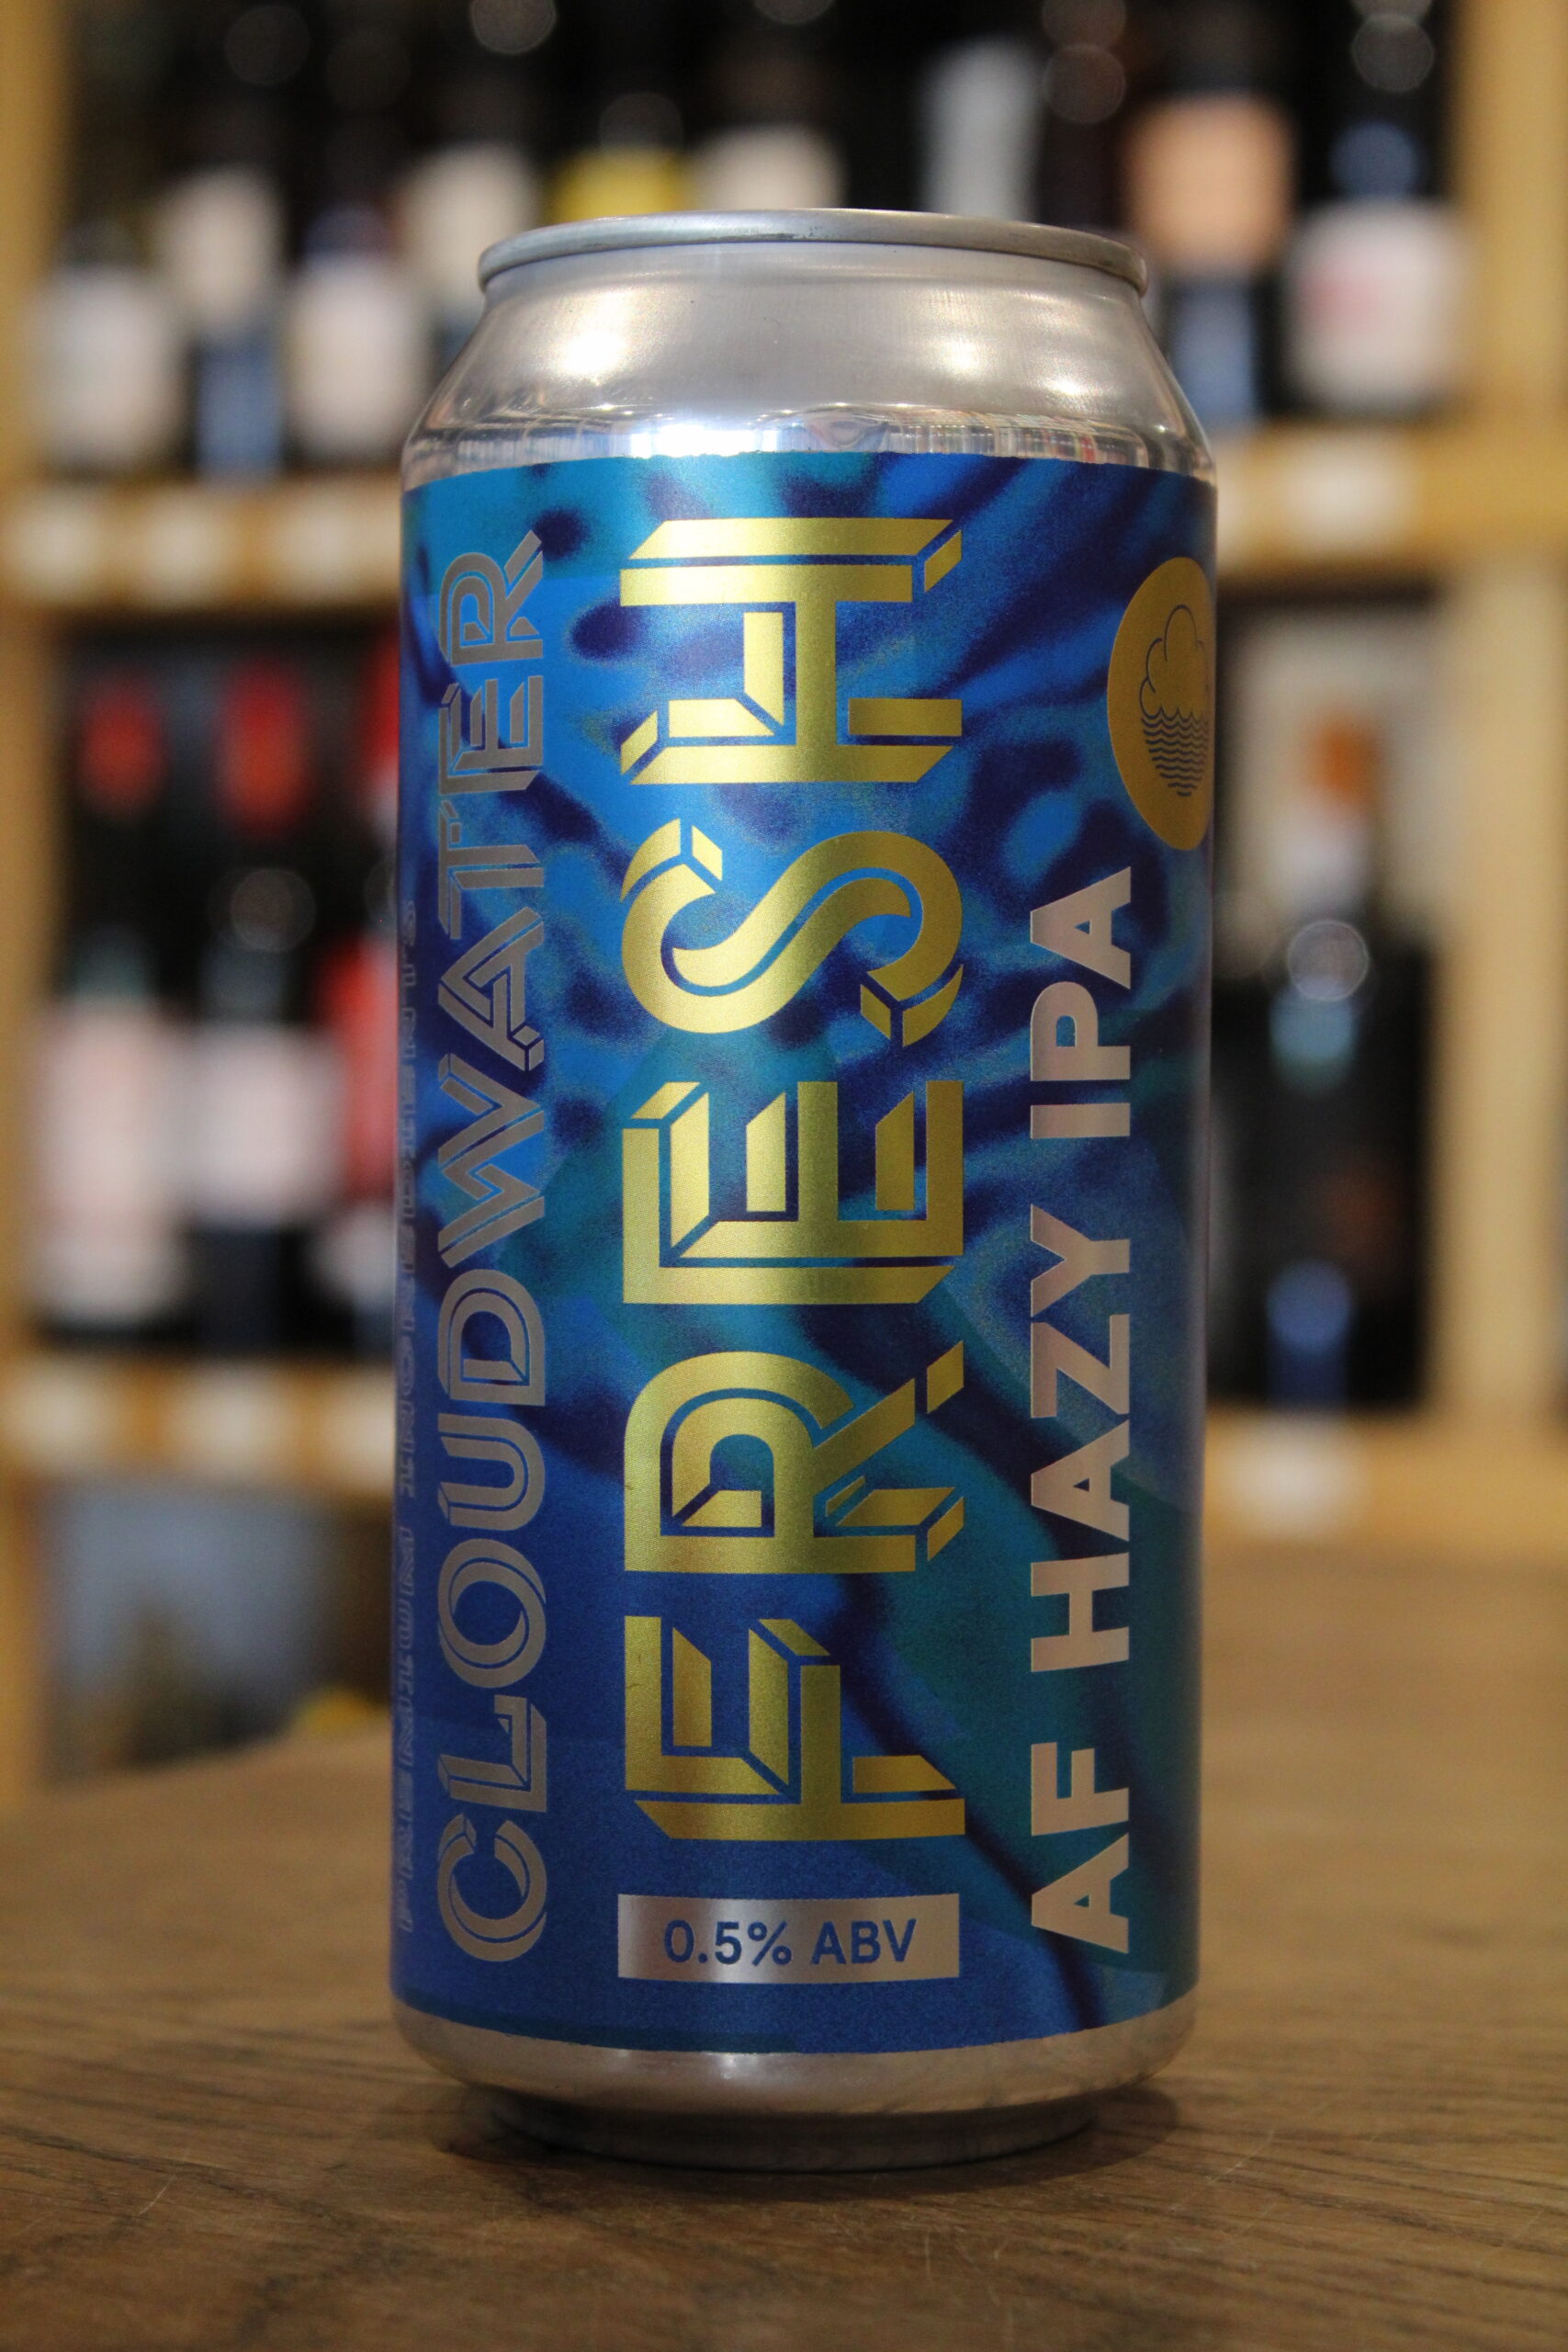 CLOUDWATER
FRESH
AF HAZY IPA
0.5% ABV